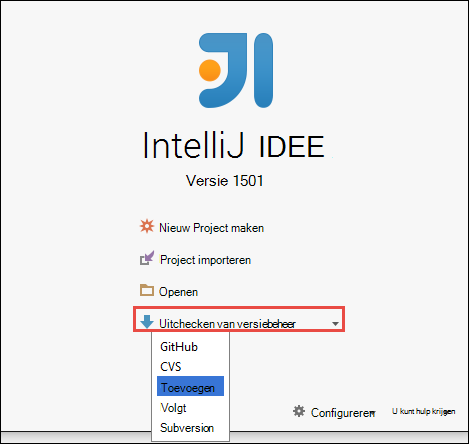 IntelliJ IDEE
Versie 1501
Nieuw Project maken
Project importeren
Openen
Uitchecken van versiebeheer
GitHub
CVS
Toevoegen
Volgt
Subversion
Configureren
U kunt hulp krijgen